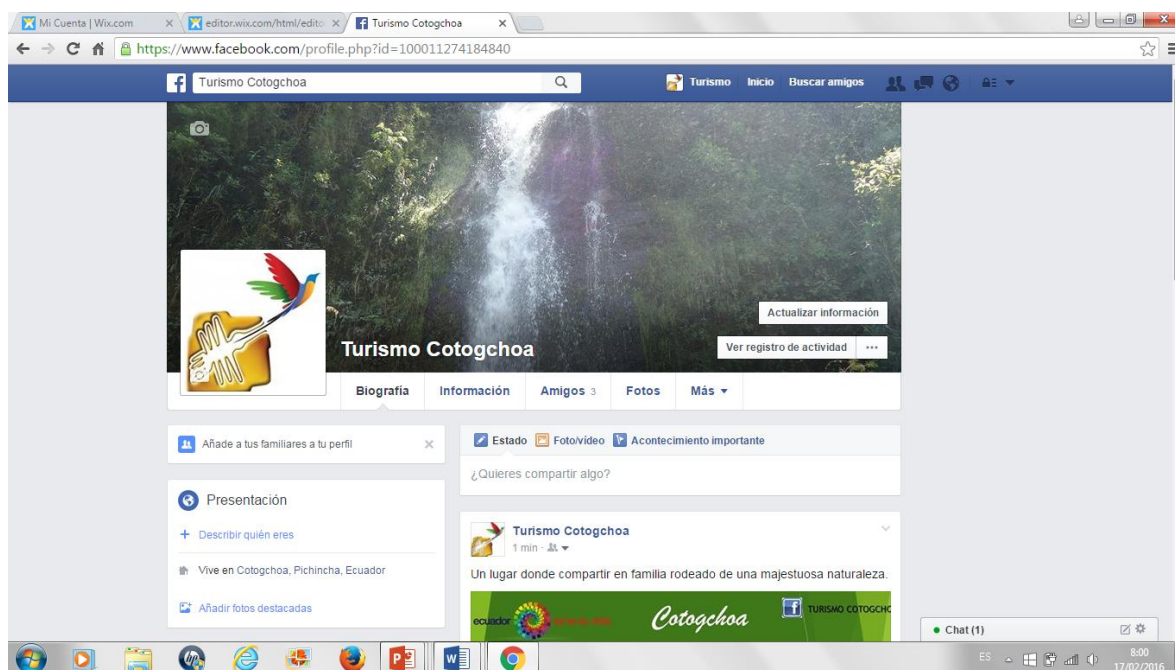 Mi Cuenta | Wix.com
editor.wix.com/html/edito
Turismo Cotogchoa
https://www.facebook.com/profile.php?id=100011274184840
Turismo Cotogchoa
Turismo Inicio Buscar amigos
Actualizar información
Turismo Cotogchoa
Ver registro de actividad
Biografía Información Amigos 3 Fotos Más
Añade a tus familiares a tu perfil
Estado Foto/vídeo Acontecimiento importante
¿Quieres compartir algo?
Presentación
Describir quién eres
Vive en Cotogchoa, Pichincha, Ecuador
Añadir fotos destacadas
Turismo Cotogchoa
1 min
Un lugar donde compartir en familia rodeado de una majestuosa naturaleza.
ecuador
Cotogchoa
TURISMO COTOGCHO
Chat (1)
ES
8:00
17/02/2016